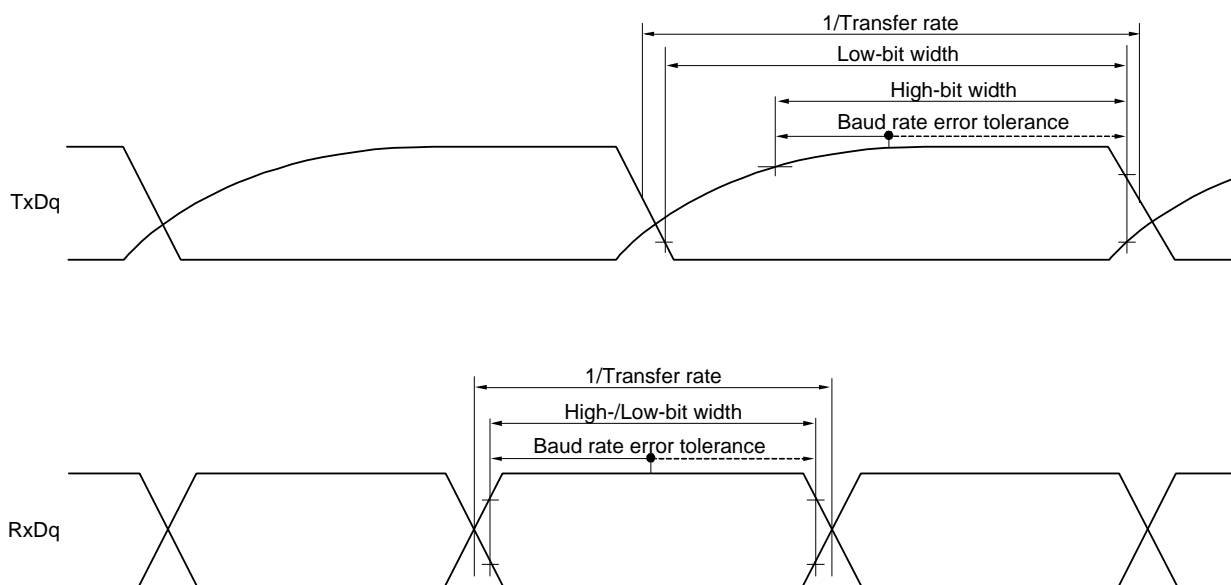 1/Transfer rate
Low-bit width
High-bit width
Baud rate error tolerance
TxDq
1/Transfer rate
High-/Low-bit width
Baud rate error tolerance
RxDq